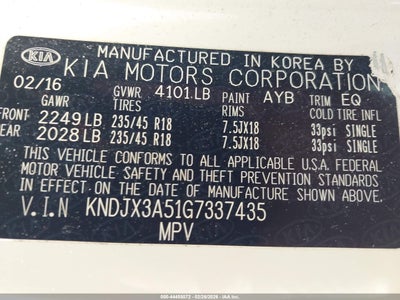 MANUFACTURED IN KOREA BY
KIA KIA MOTORS CORPORATION
02/16 GVWR 4101 LB PAINT AYB TRIM EQ
GAWR TIRES RIMS COLD TIRE INFL
FRONT 2249 LB 235/45 R18 7.5JX18 33psi SINGLE
REAR 2028 LB 235/45 R18 7.5JX18 33psi SINGLE
THIS VEHICLE CONFORMS TO ALL APPLICABLE U.S.A. FEDERAL
MOTOR VEHICLE SAFETY AND THEFT PREVENTION STANDARDS
IN EFFECT ON THE DATE OF MANUFACTURE SHOWN ABOVE.
V.I.N KNDJX3A51G7337435
MPV